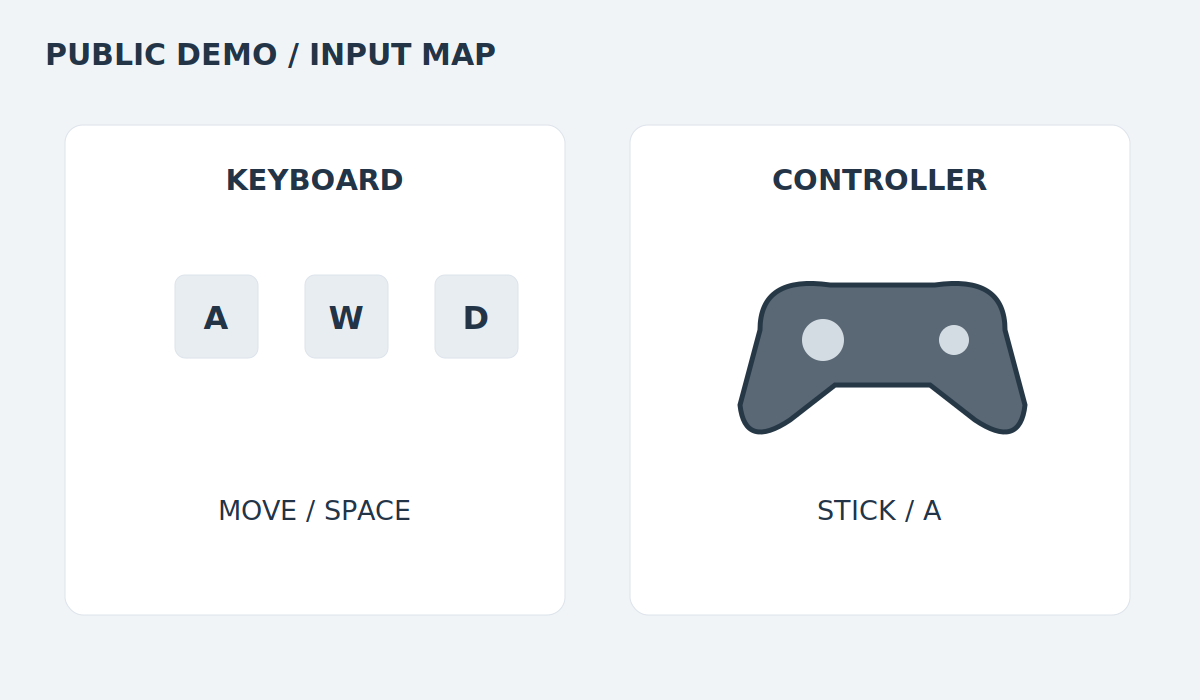 PUBLIC DEMO / INPUT MAP
KEYBOARD
A W D
MOVE / SPACE
CONTROLLER
STICK / A